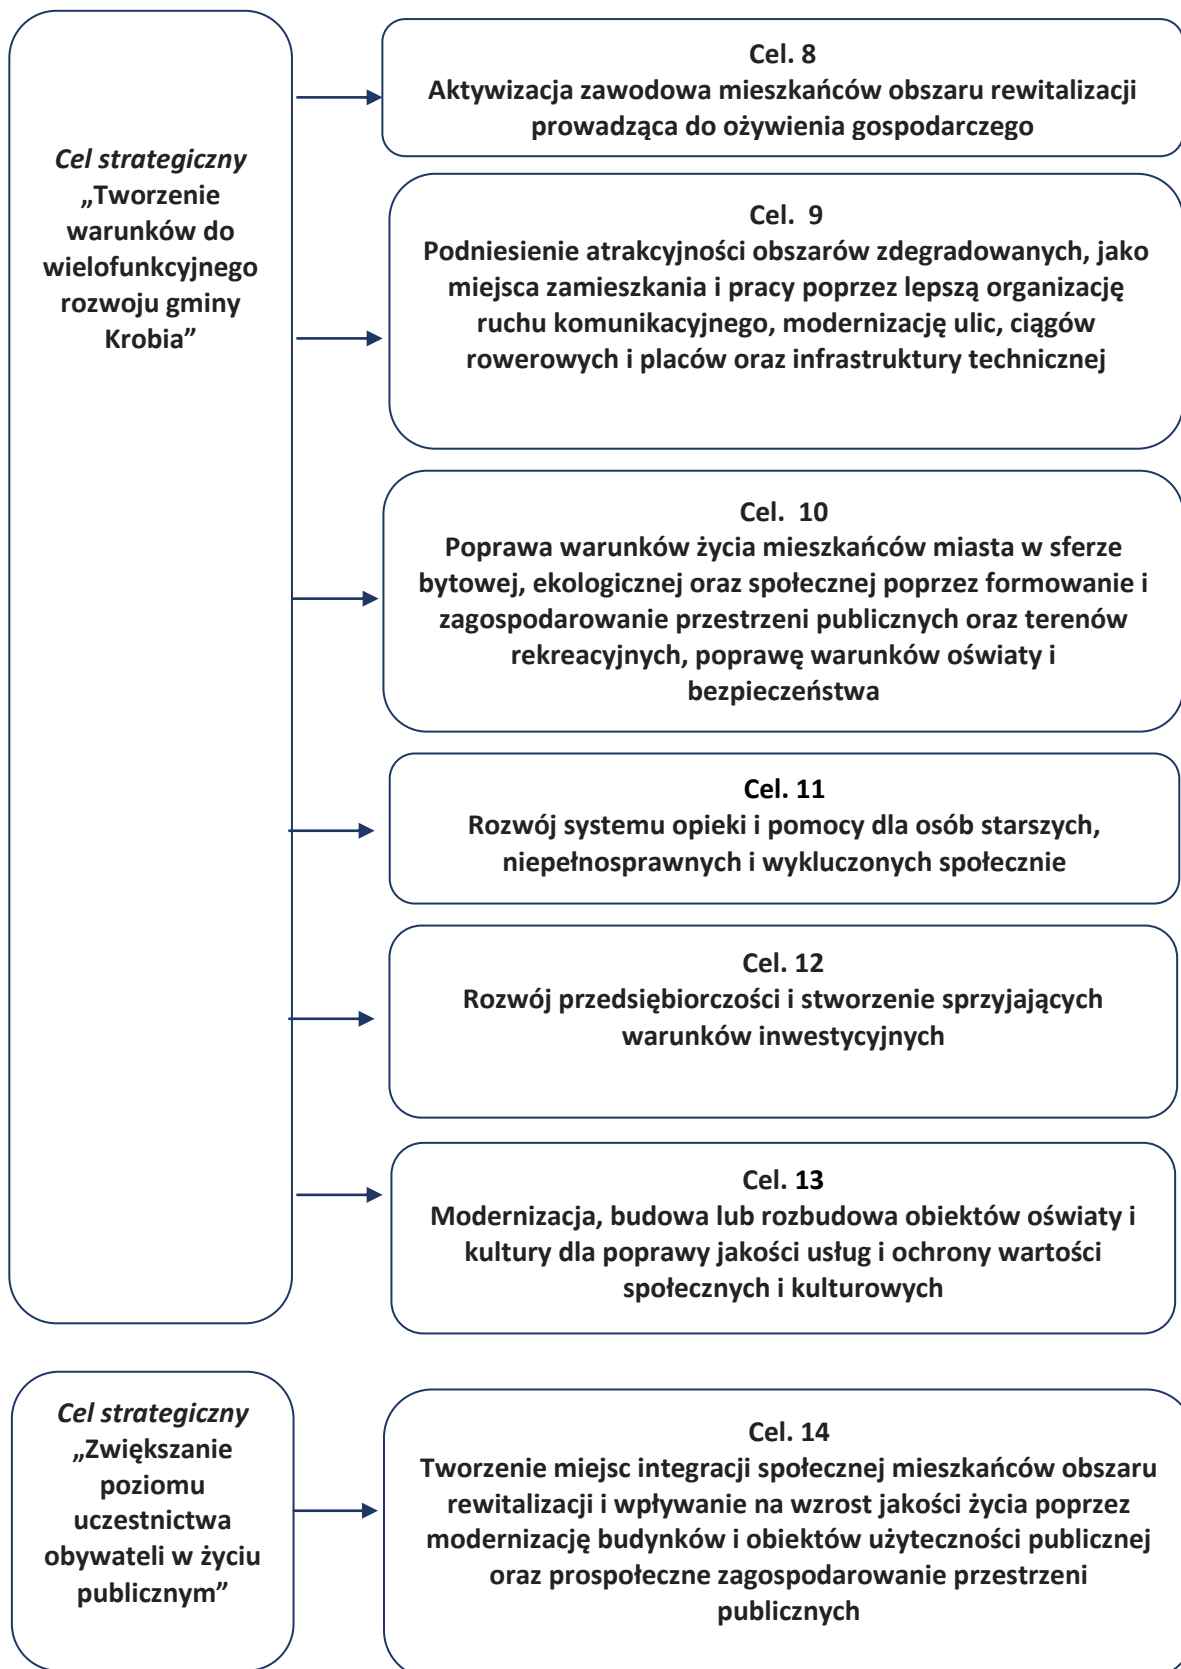 Cel strategiczny
„Tworzenie
warunków do
wielofunkcyjnego
rozwoju gminy
Krobia”
Cel. 8
Aktywizacja zawodowa mieszkańców obszaru rewitalizacji
prowadząca do ożywienia gospodarczego
Cel. 9
Podniesienie atrakcyjności obszarów zdegradowanych, jako
miejsca zamieszkania i pracy poprzez lepszą organizację
ruchu komunikacyjnego, modernizację ulic, ciągów
rowerowych i placów oraz infrastruktury technicznej
Cel. 10
Poprawa warunków życia mieszkańców miasta w sferze
bytowej, ekologicznej oraz społecznej poprzez formowanie i
zagospodarowanie przestrzeni publicznych oraz terenów
rekreacyjnych, poprawę warunków oświaty i
bezpieczeństwa
Cel. 11
Rozwój systemu opieki i pomocy dla osób starszych,
niepełnosprawnych i wykluczonych społecznie
Cel. 12
Rozwój przedsiębiorczości i stworzenie sprzyjających
warunków inwestycyjnych
Cel. 13
Modernizacja, budowa lub rozbudowa obiektów oświaty i
kultury dla poprawy jakości usług i ochrony wartości
społecznych i kulturowych
Cel strategiczny
„Zwiększanie
poziomu
uczestnictwa
obywateli w życiu
publicznym”
Cel. 14
Tworzenie miejsc integracji społecznej mieszkańców obszaru
rewitalizacji i wpływanie na wzrost jakości życia poprzez
modernizację budynków i obiektów użyteczności publicznej
oraz prospołeczne zagospodarowanie przestrzeni
publicznych